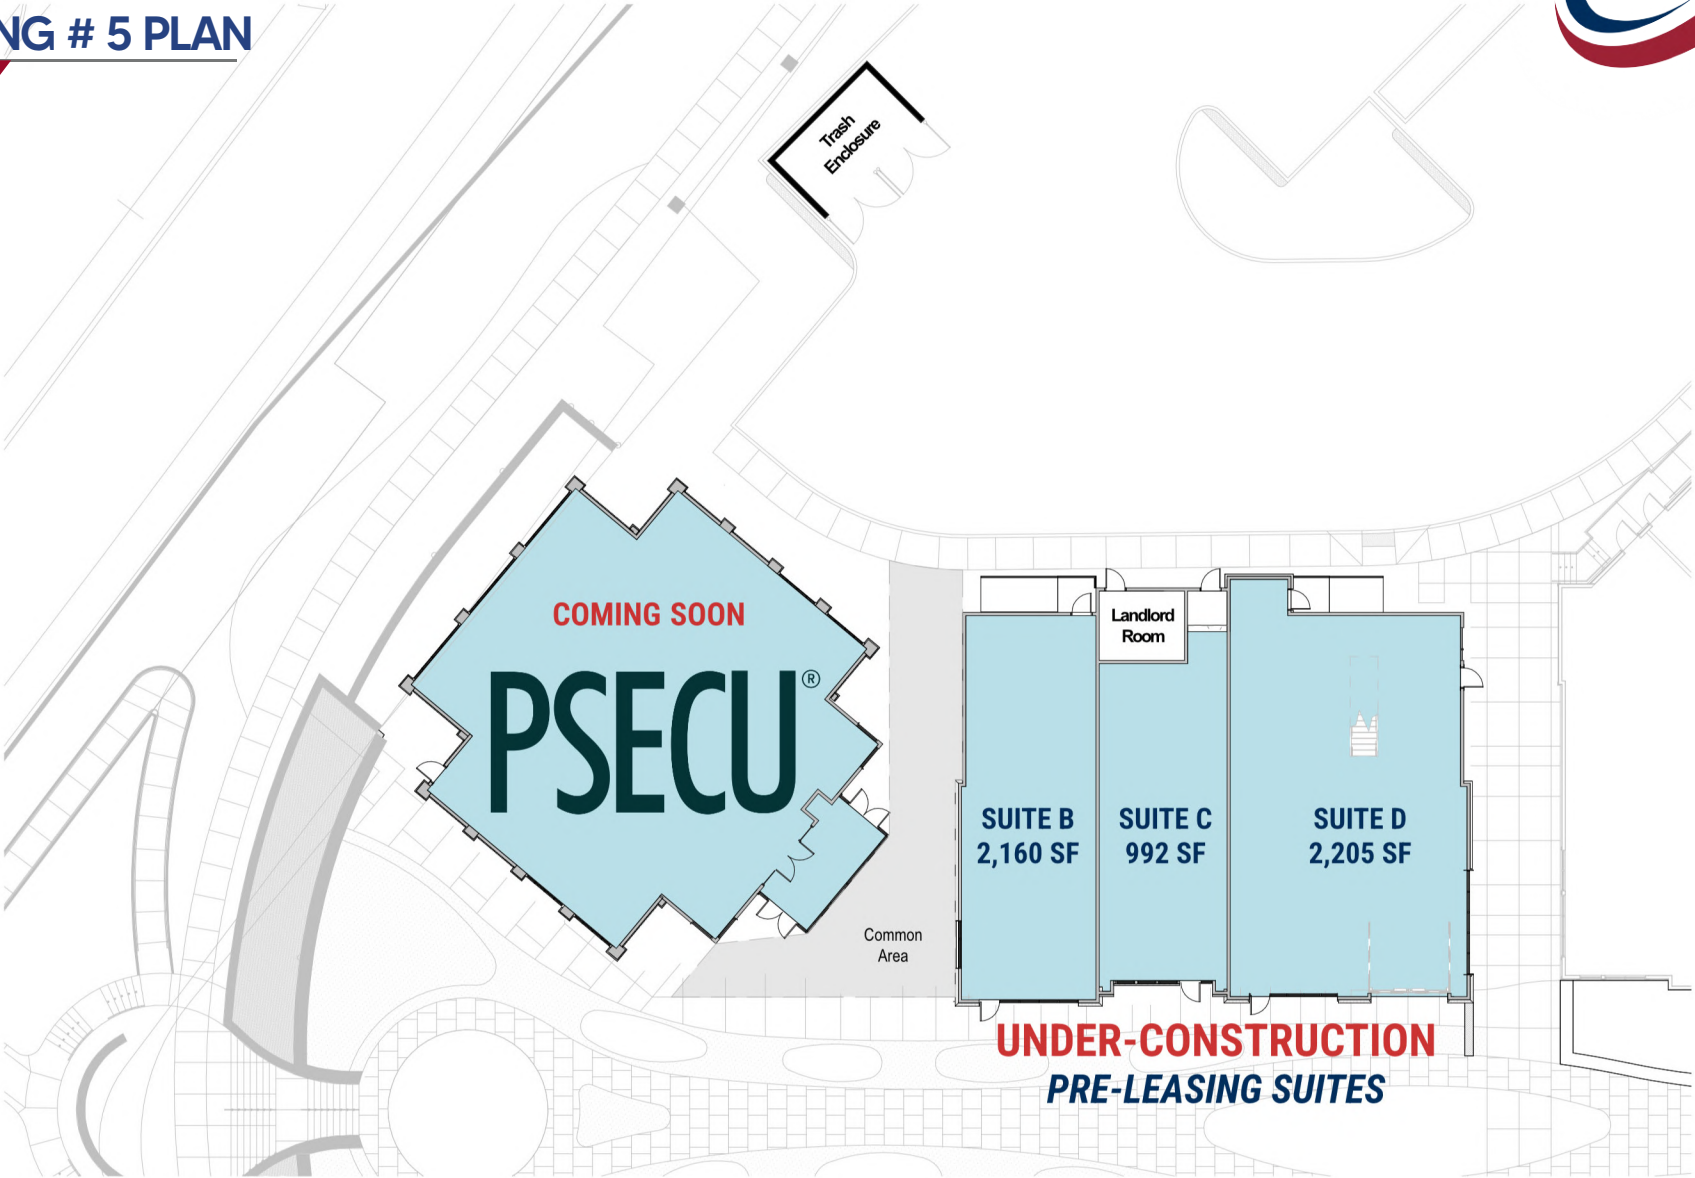 NG # 5 PLAN
Trash
Enclosure
COMING SOON
PSECU®
Landlord
Room
SUITE B
2,160 SF
SUITE C
992 SF
SUITE D
2,205 SF
Common
Area
UNDER-CONSTRUCTION
PRE-LEASING SUITES